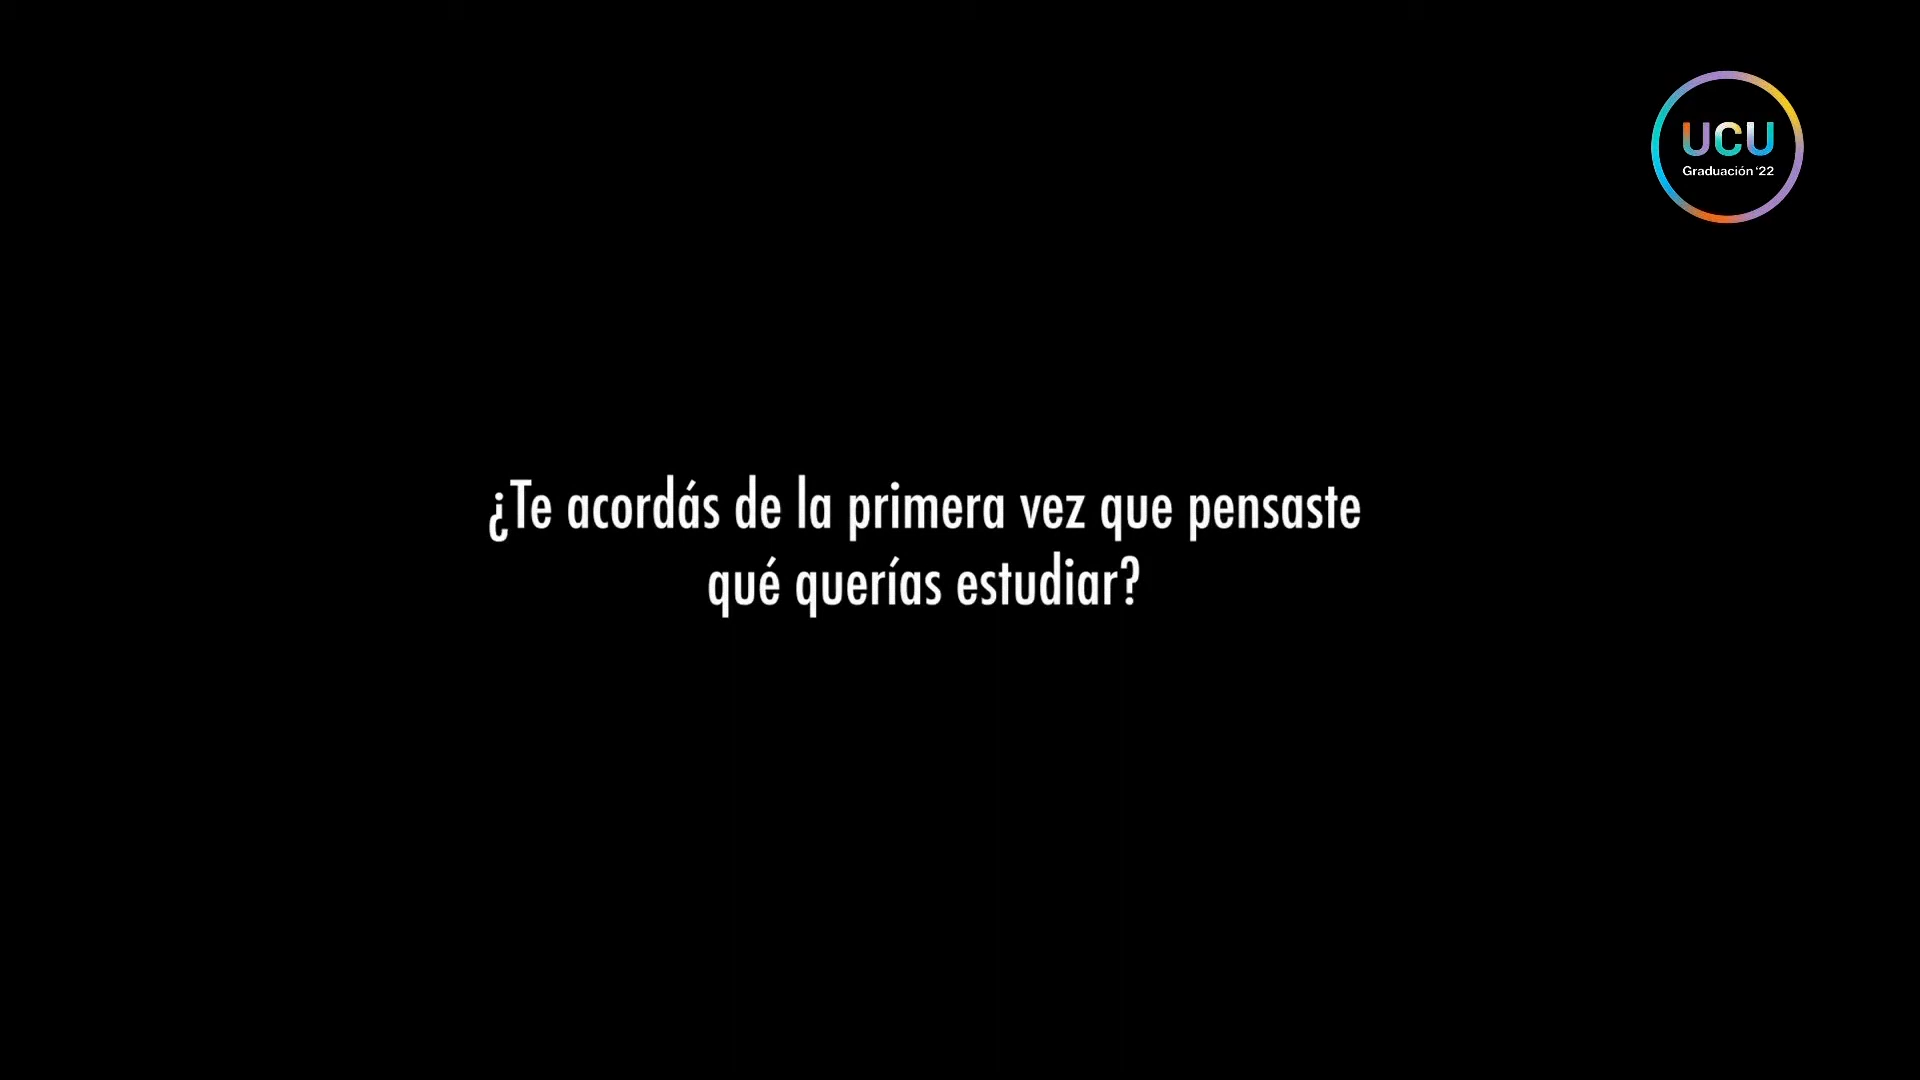 UCU
Graduación ‘22
¿Te acordás de la primera vez que pensaste
qué querías estudiar?